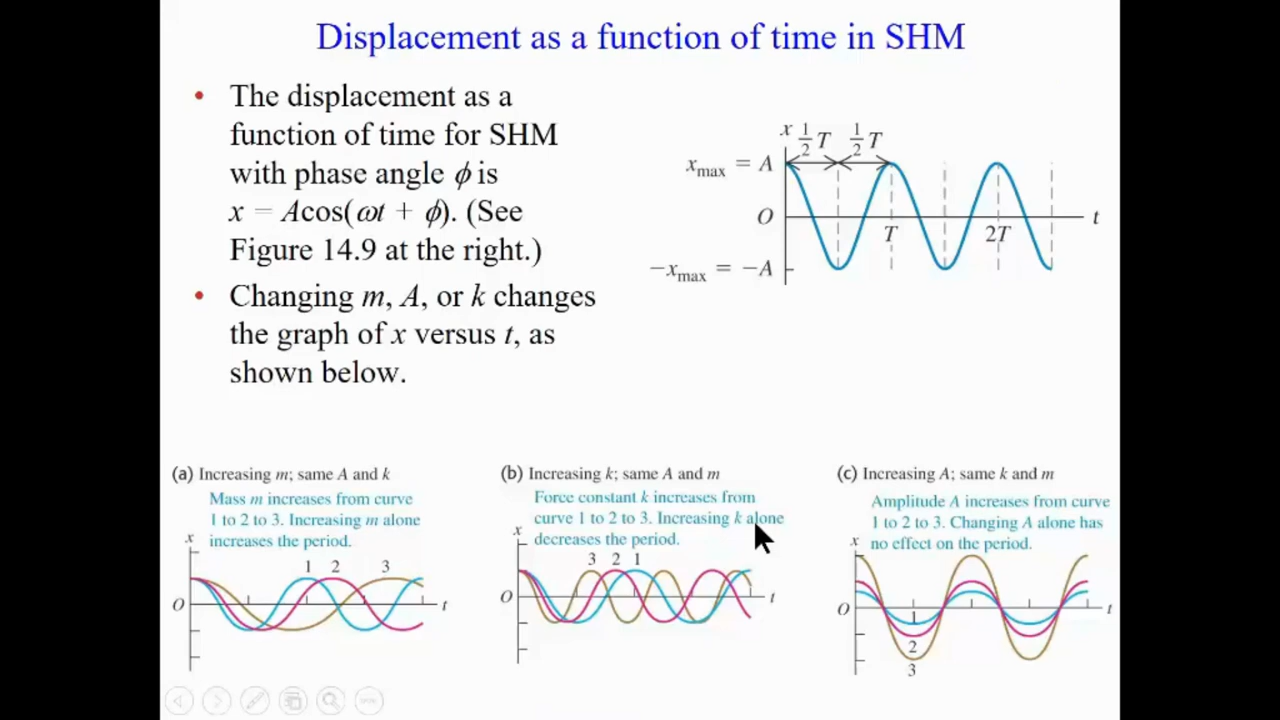 Displacement as a function of time in SHM
• The displacement as a
function of time for SHM
with phase angle ϕ is
x = Acos(ωt + ϕ). (See
Figure 14.9 at the right.)
• Changing m, A, or k changes
the graph of x versus t, as
shown below.
x
1/2 T 1/2 T
xmax = A
O
t
T
2T
−xmax = −A
(a) Increasing m; same A and k
Mass m increases from curve
1 to 2 to 3. Increasing m alone
increases the period.
x
1 2 3
O
t
(b) Increasing k; same A and m
Force constant k increases from
curve 1 to 2 to 3. Increasing k alone
decreases the period.
x
3 2 1
O
t
(c) Increasing A; same k and m
Amplitude A increases from curve
1 to 2 to 3. Changing A alone has
no effect on the period.
x
O
t
1
2
3